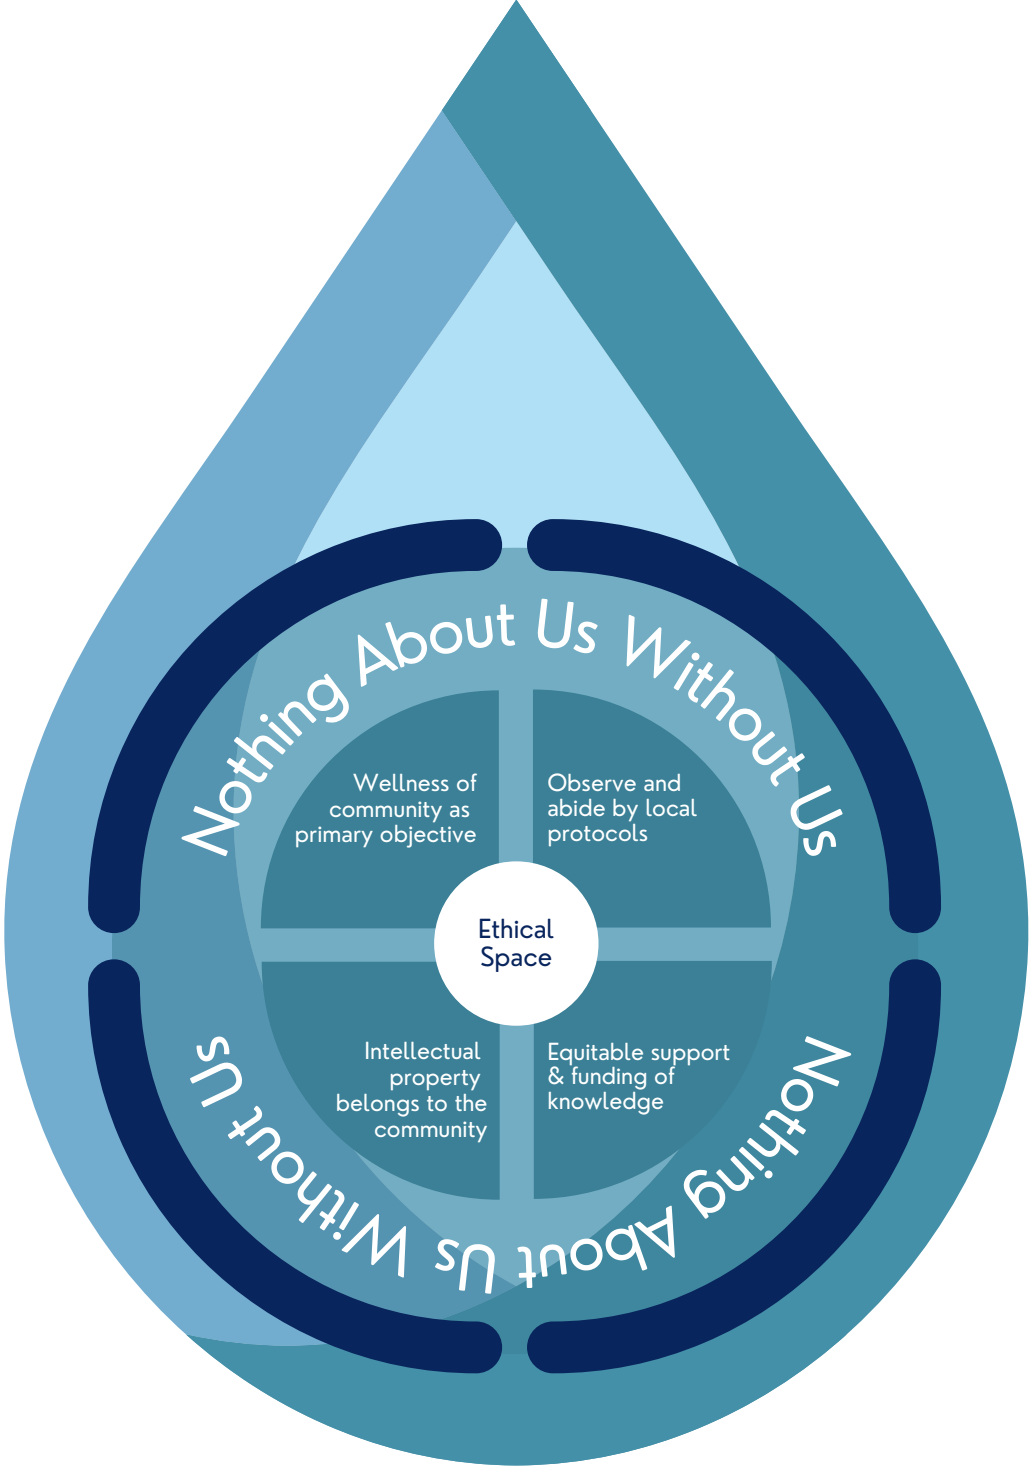 Nothing About Us Without Us
Wellness of
community as
primary objective
Observe and
abide by local
protocols
Ethical
Space
Intellectual
property
belongs to the
community
Equitable support
& funding of
knowledge
Nothing About Us Without Us